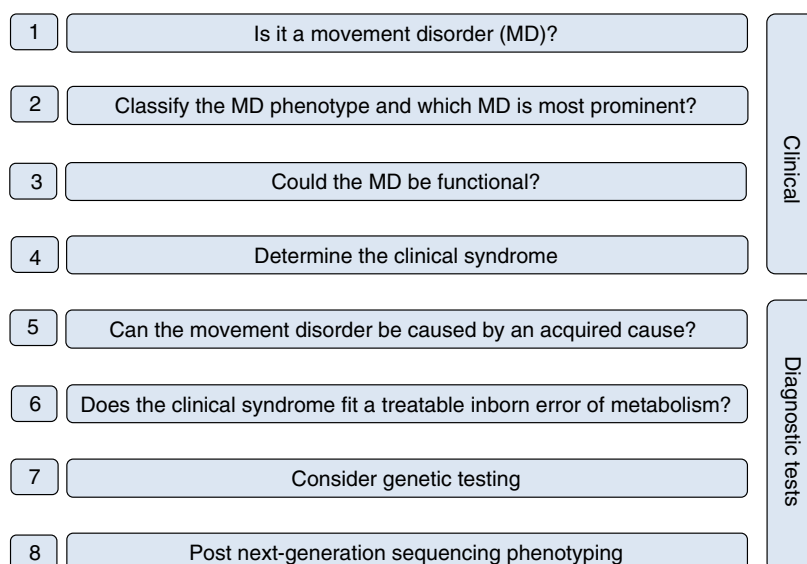 1 Is it a movement disorder (MD)?
2 Classify the MD phenotype and which MD is most prominent?
3 Could the MD be functional?
4 Determine the clinical syndrome
Clinical
5 Can the movement disorder be caused by an acquired cause?
6 Does the clinical syndrome fit a treatable inborn error of metabolism?
7 Consider genetic testing
8 Post next-generation sequencing phenotyping
Diagnostic tests